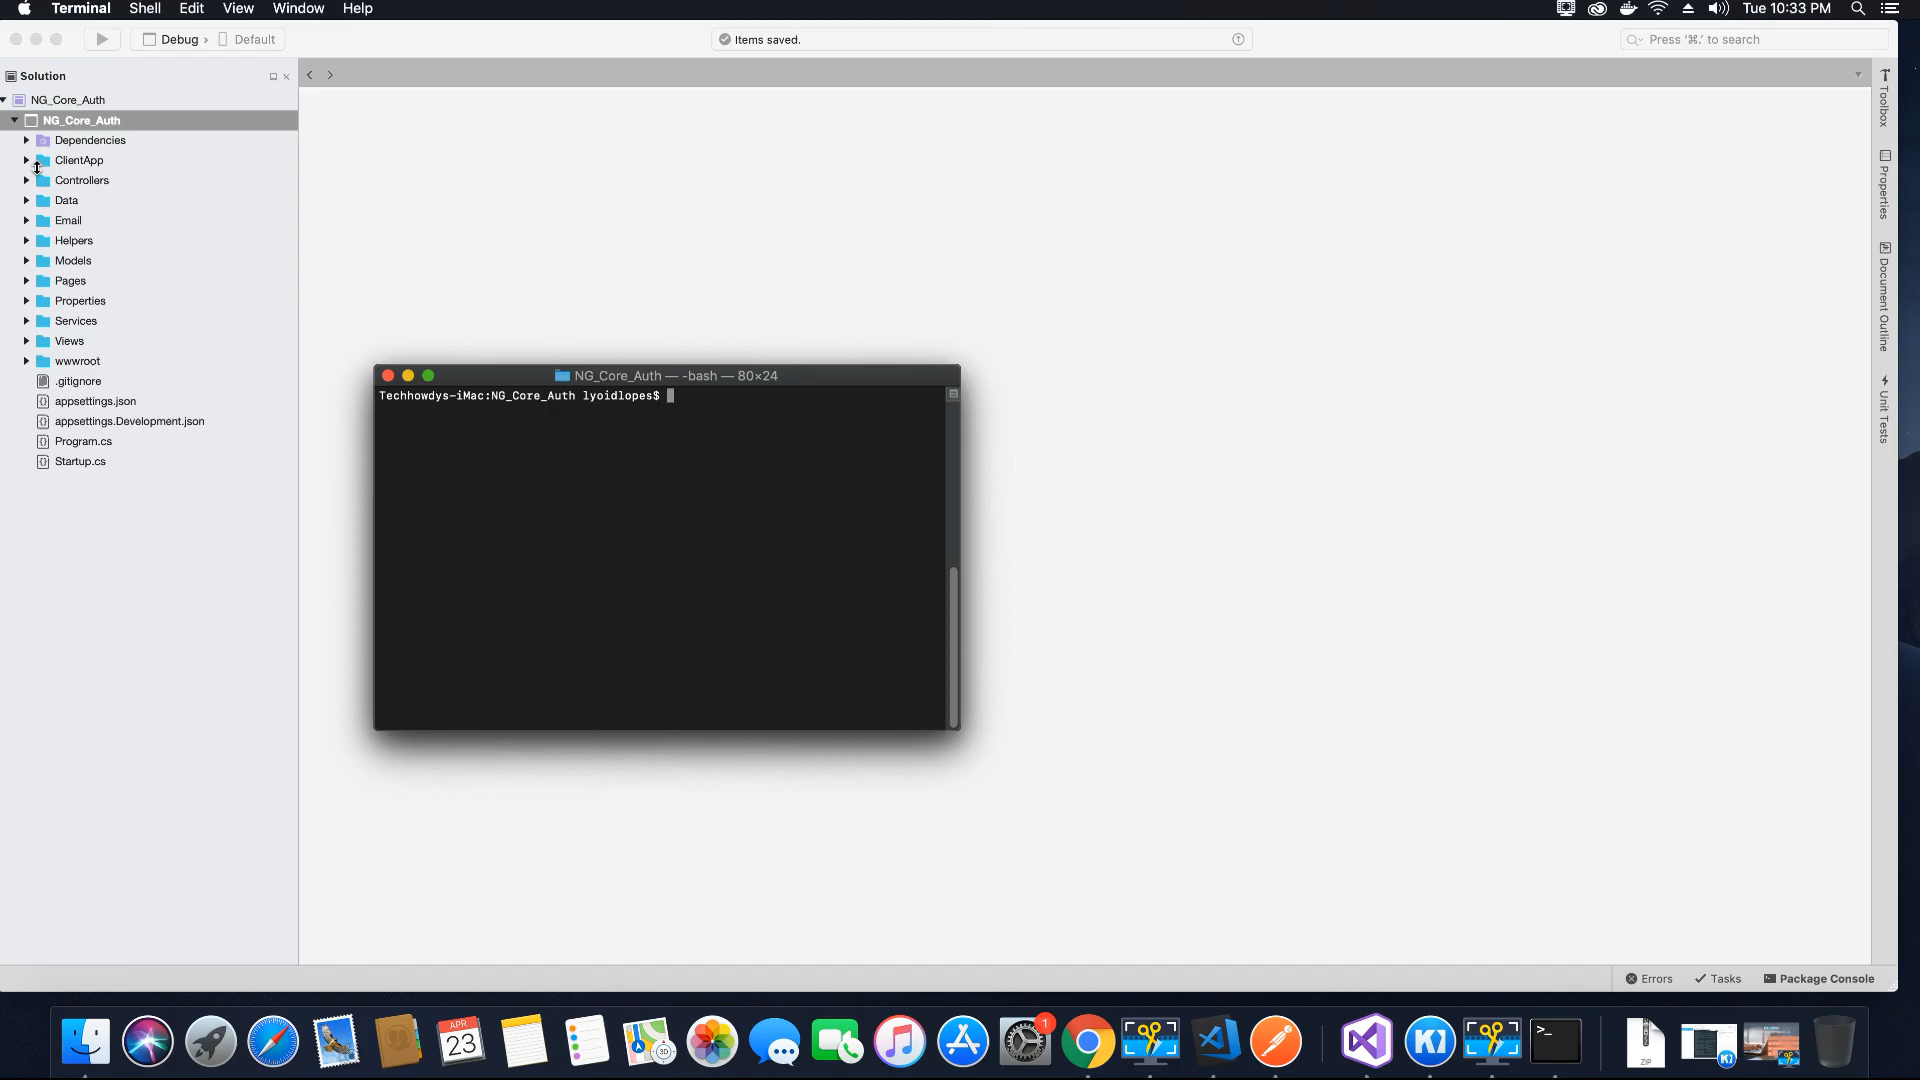 Terminal Shell Edit View Window Help
Tue 10:33 PM
Debug › Default
Items saved.
Press '⌘.' to search
Solution
NG_Core_Auth
NG_Core_Auth
Dependencies
ClientApp
Controllers
Data
Email
Helpers
Models
Pages
Properties
Services
Views
wwwroot
.gitignore
appsettings.json
appsettings.Development.json
Program.cs
Startup.cs
NG_Core_Auth — -bash — 80×24
Techhowdys-iMac:NG_Core_Auth lyoidlopes$
Toolbox
Properties
Document Outline
Unit Tests
Errors
Tasks
Package Console
APR
23
3D
1
>_
ZIP